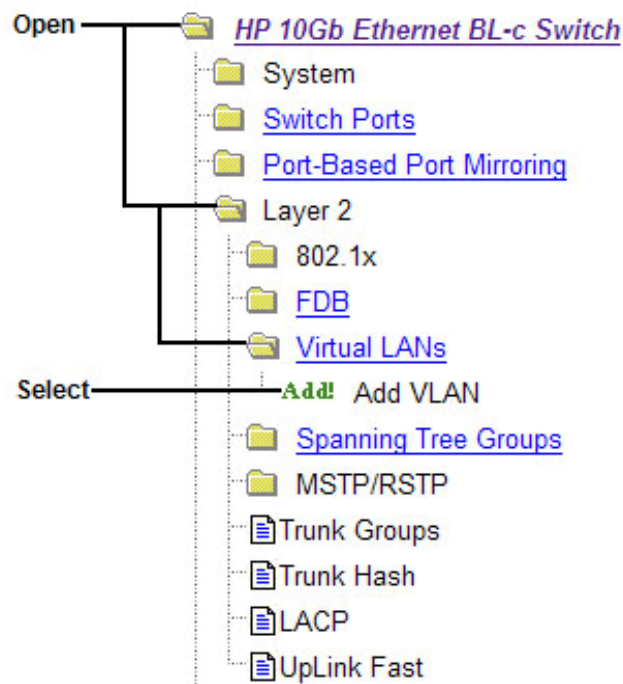 Open HP 10Gb Ethernet BL-c Switch
System
Switch Ports
Port-Based Port Mirroring
Layer 2
802.1x
FDB
Virtual LANs
Select Add! Add VLAN
Spanning Tree Groups
MSTP/RSTP
Trunk Groups
Trunk Hash
LACP
UpLink Fast